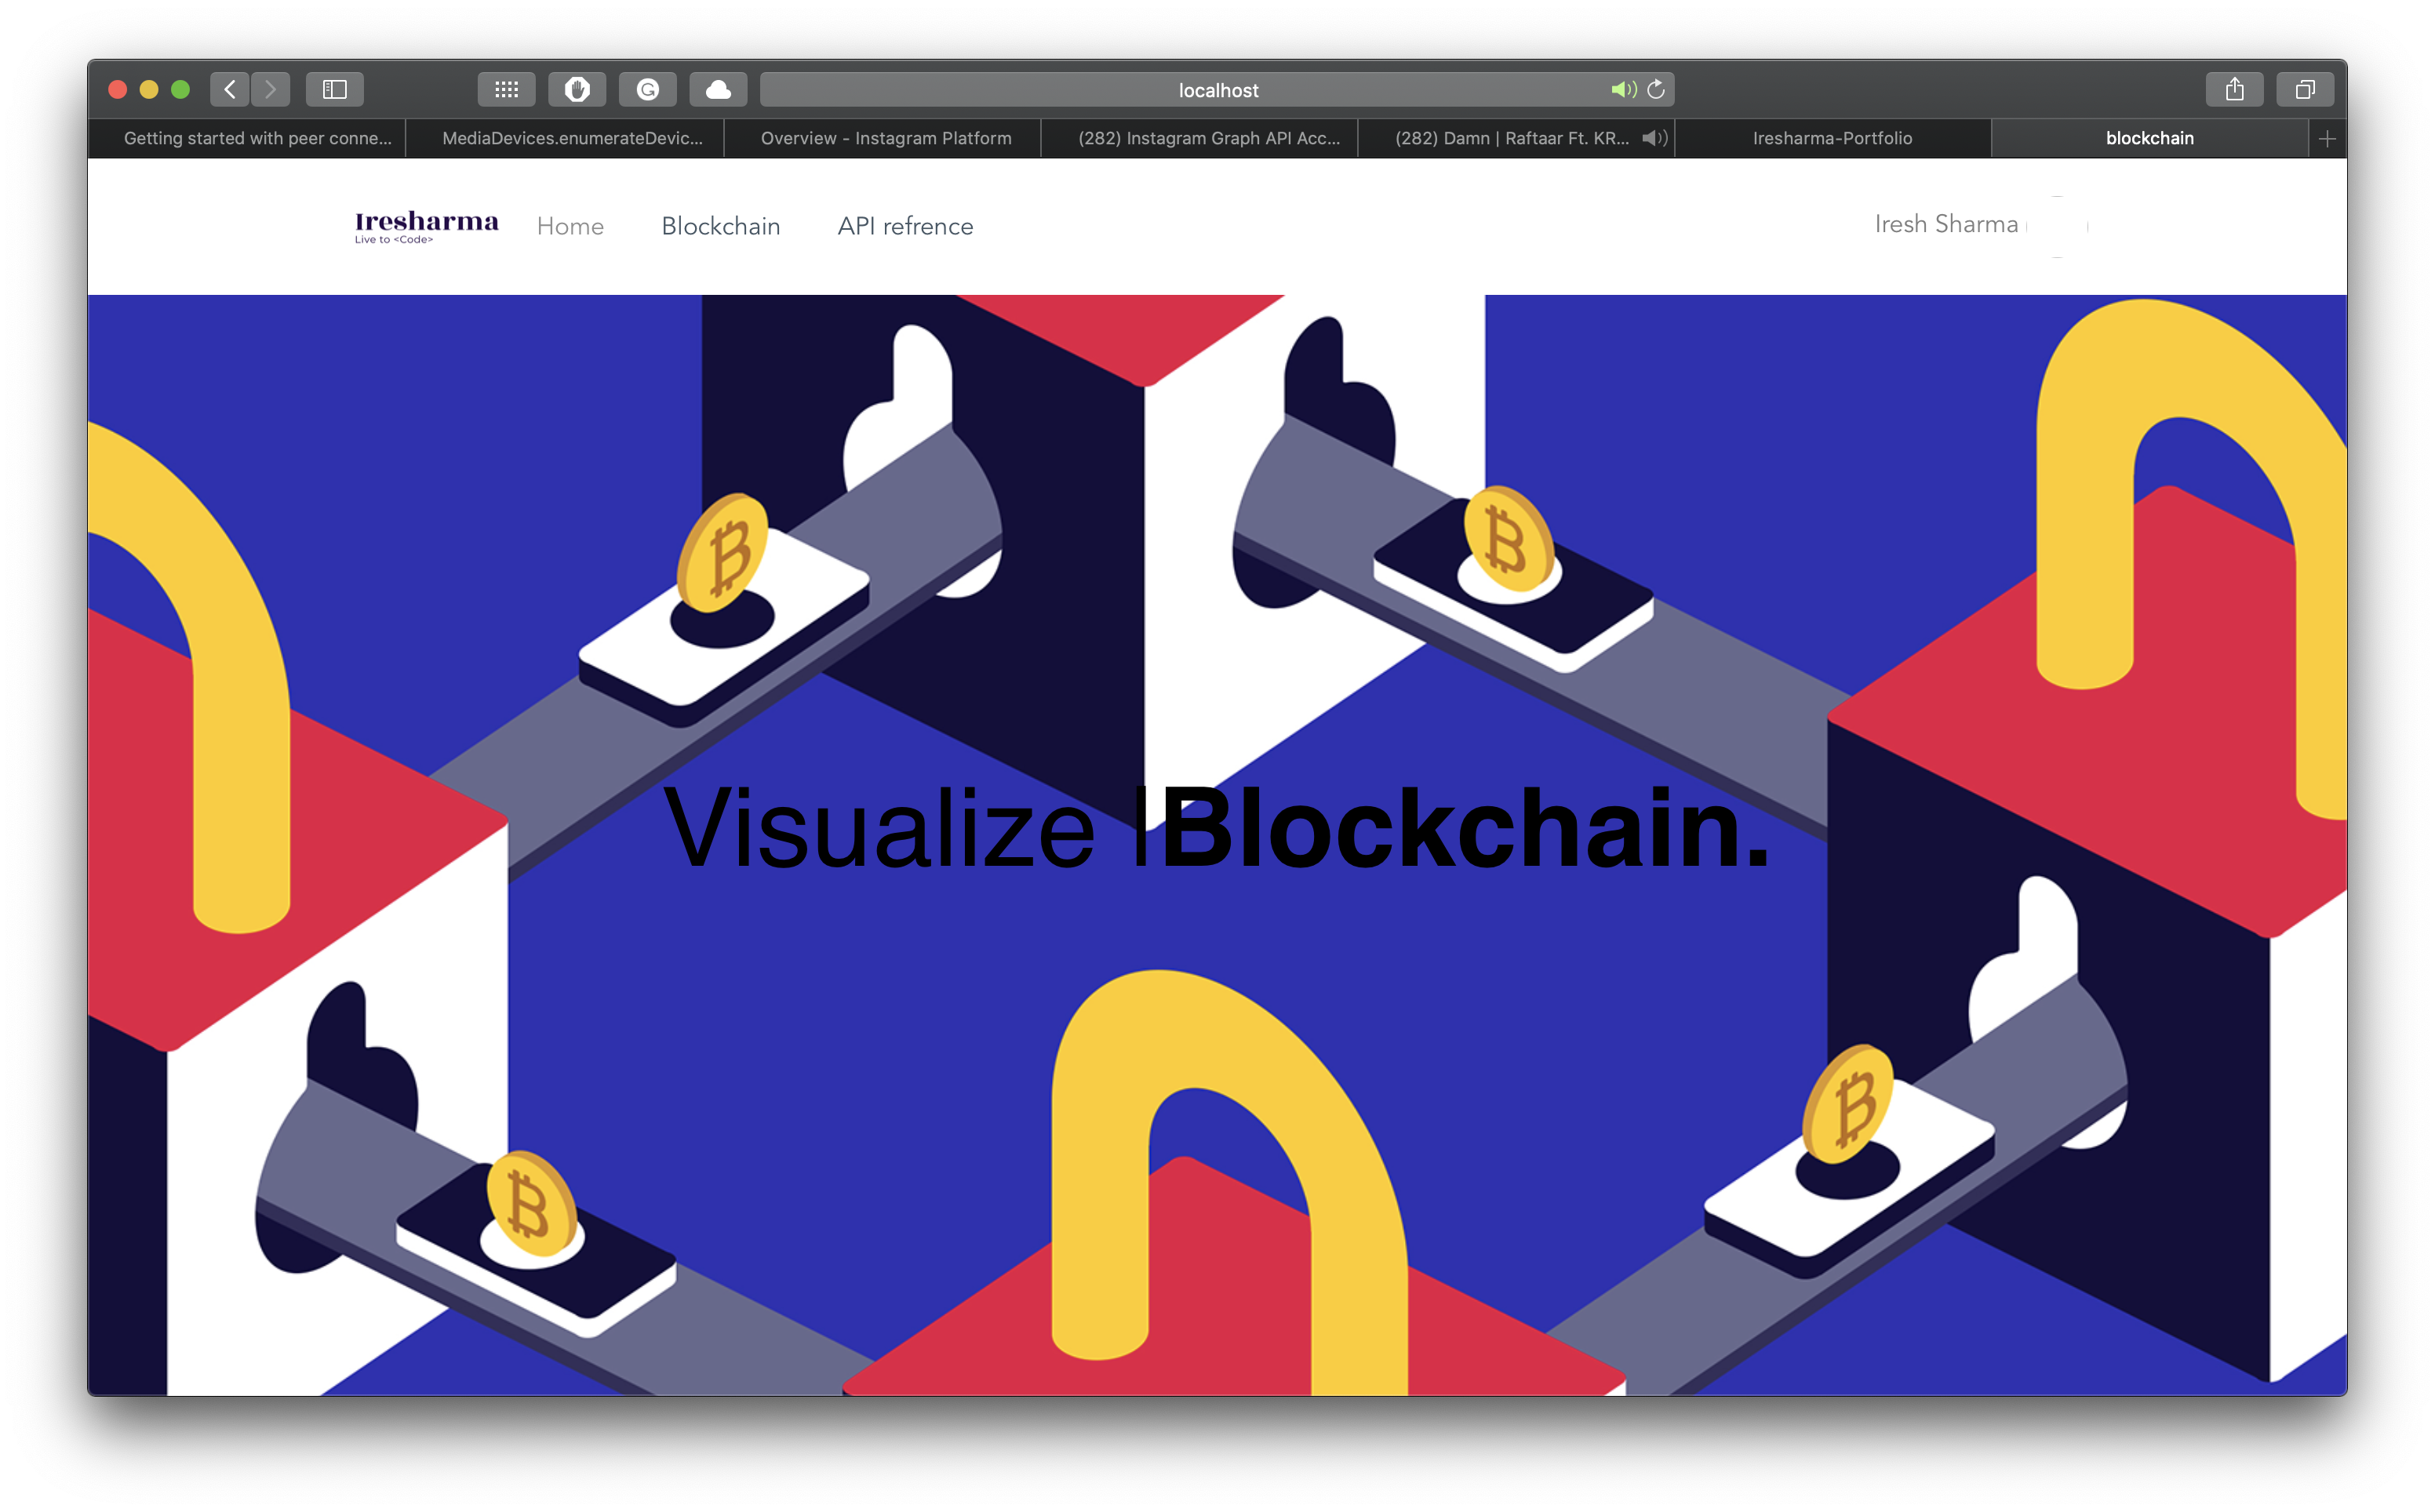 localhost
Getting started with peer conne...
MediaDevices.enumerateDevic...
Overview - Instagram Platform
(282) Instagram Graph API Acc...
(282) Damn | Raftaar Ft. KR...
Iresharma-Portfolio
blockchain
Iresharma
Live to <Code>
Home
Blockchain
API refrence
Iresh Sharma
Visualize |Blockchain.